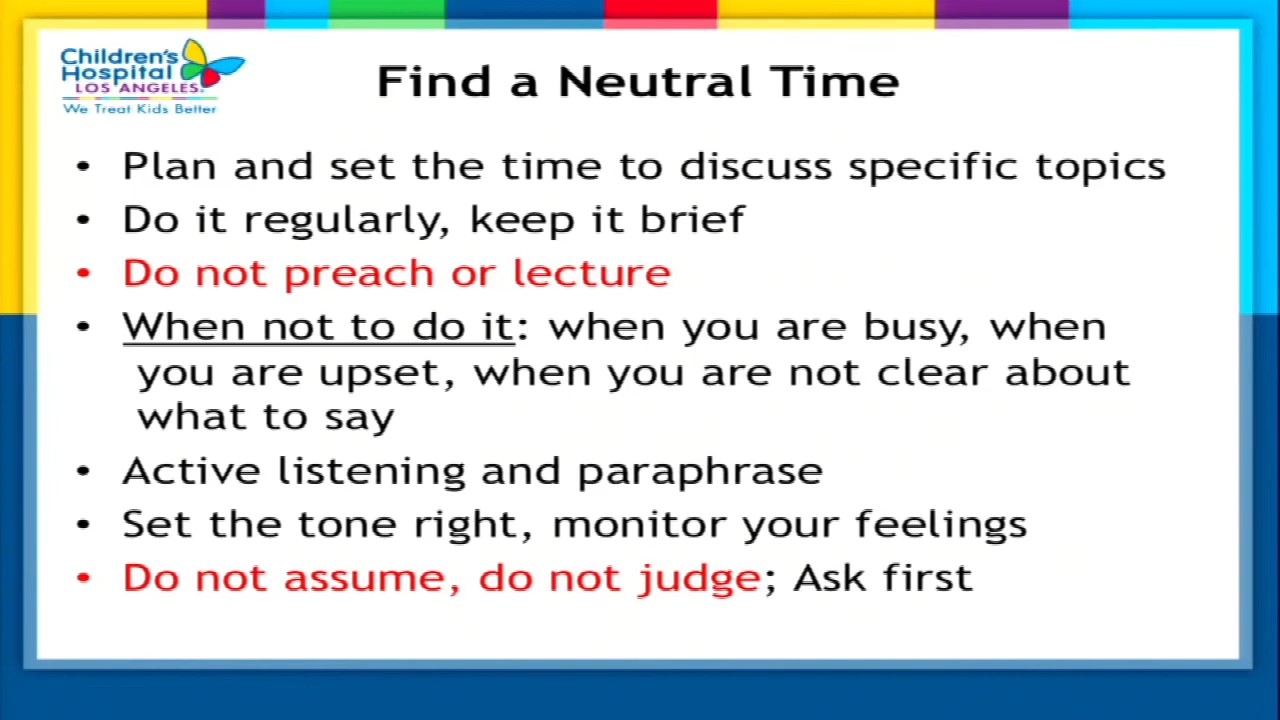 Children's
Hospital
LOS ANGELES
We Treat Kids Better
Find a Neutral Time
• Plan and set the time to discuss specific topics
• Do it regularly, keep it brief
• Do not preach or lecture
• When not to do it: when you are busy, when
you are upset, when you are not clear about
what to say
• Active listening and paraphrase
• Set the tone right, monitor your feelings
• Do not assume, do not judge; Ask first